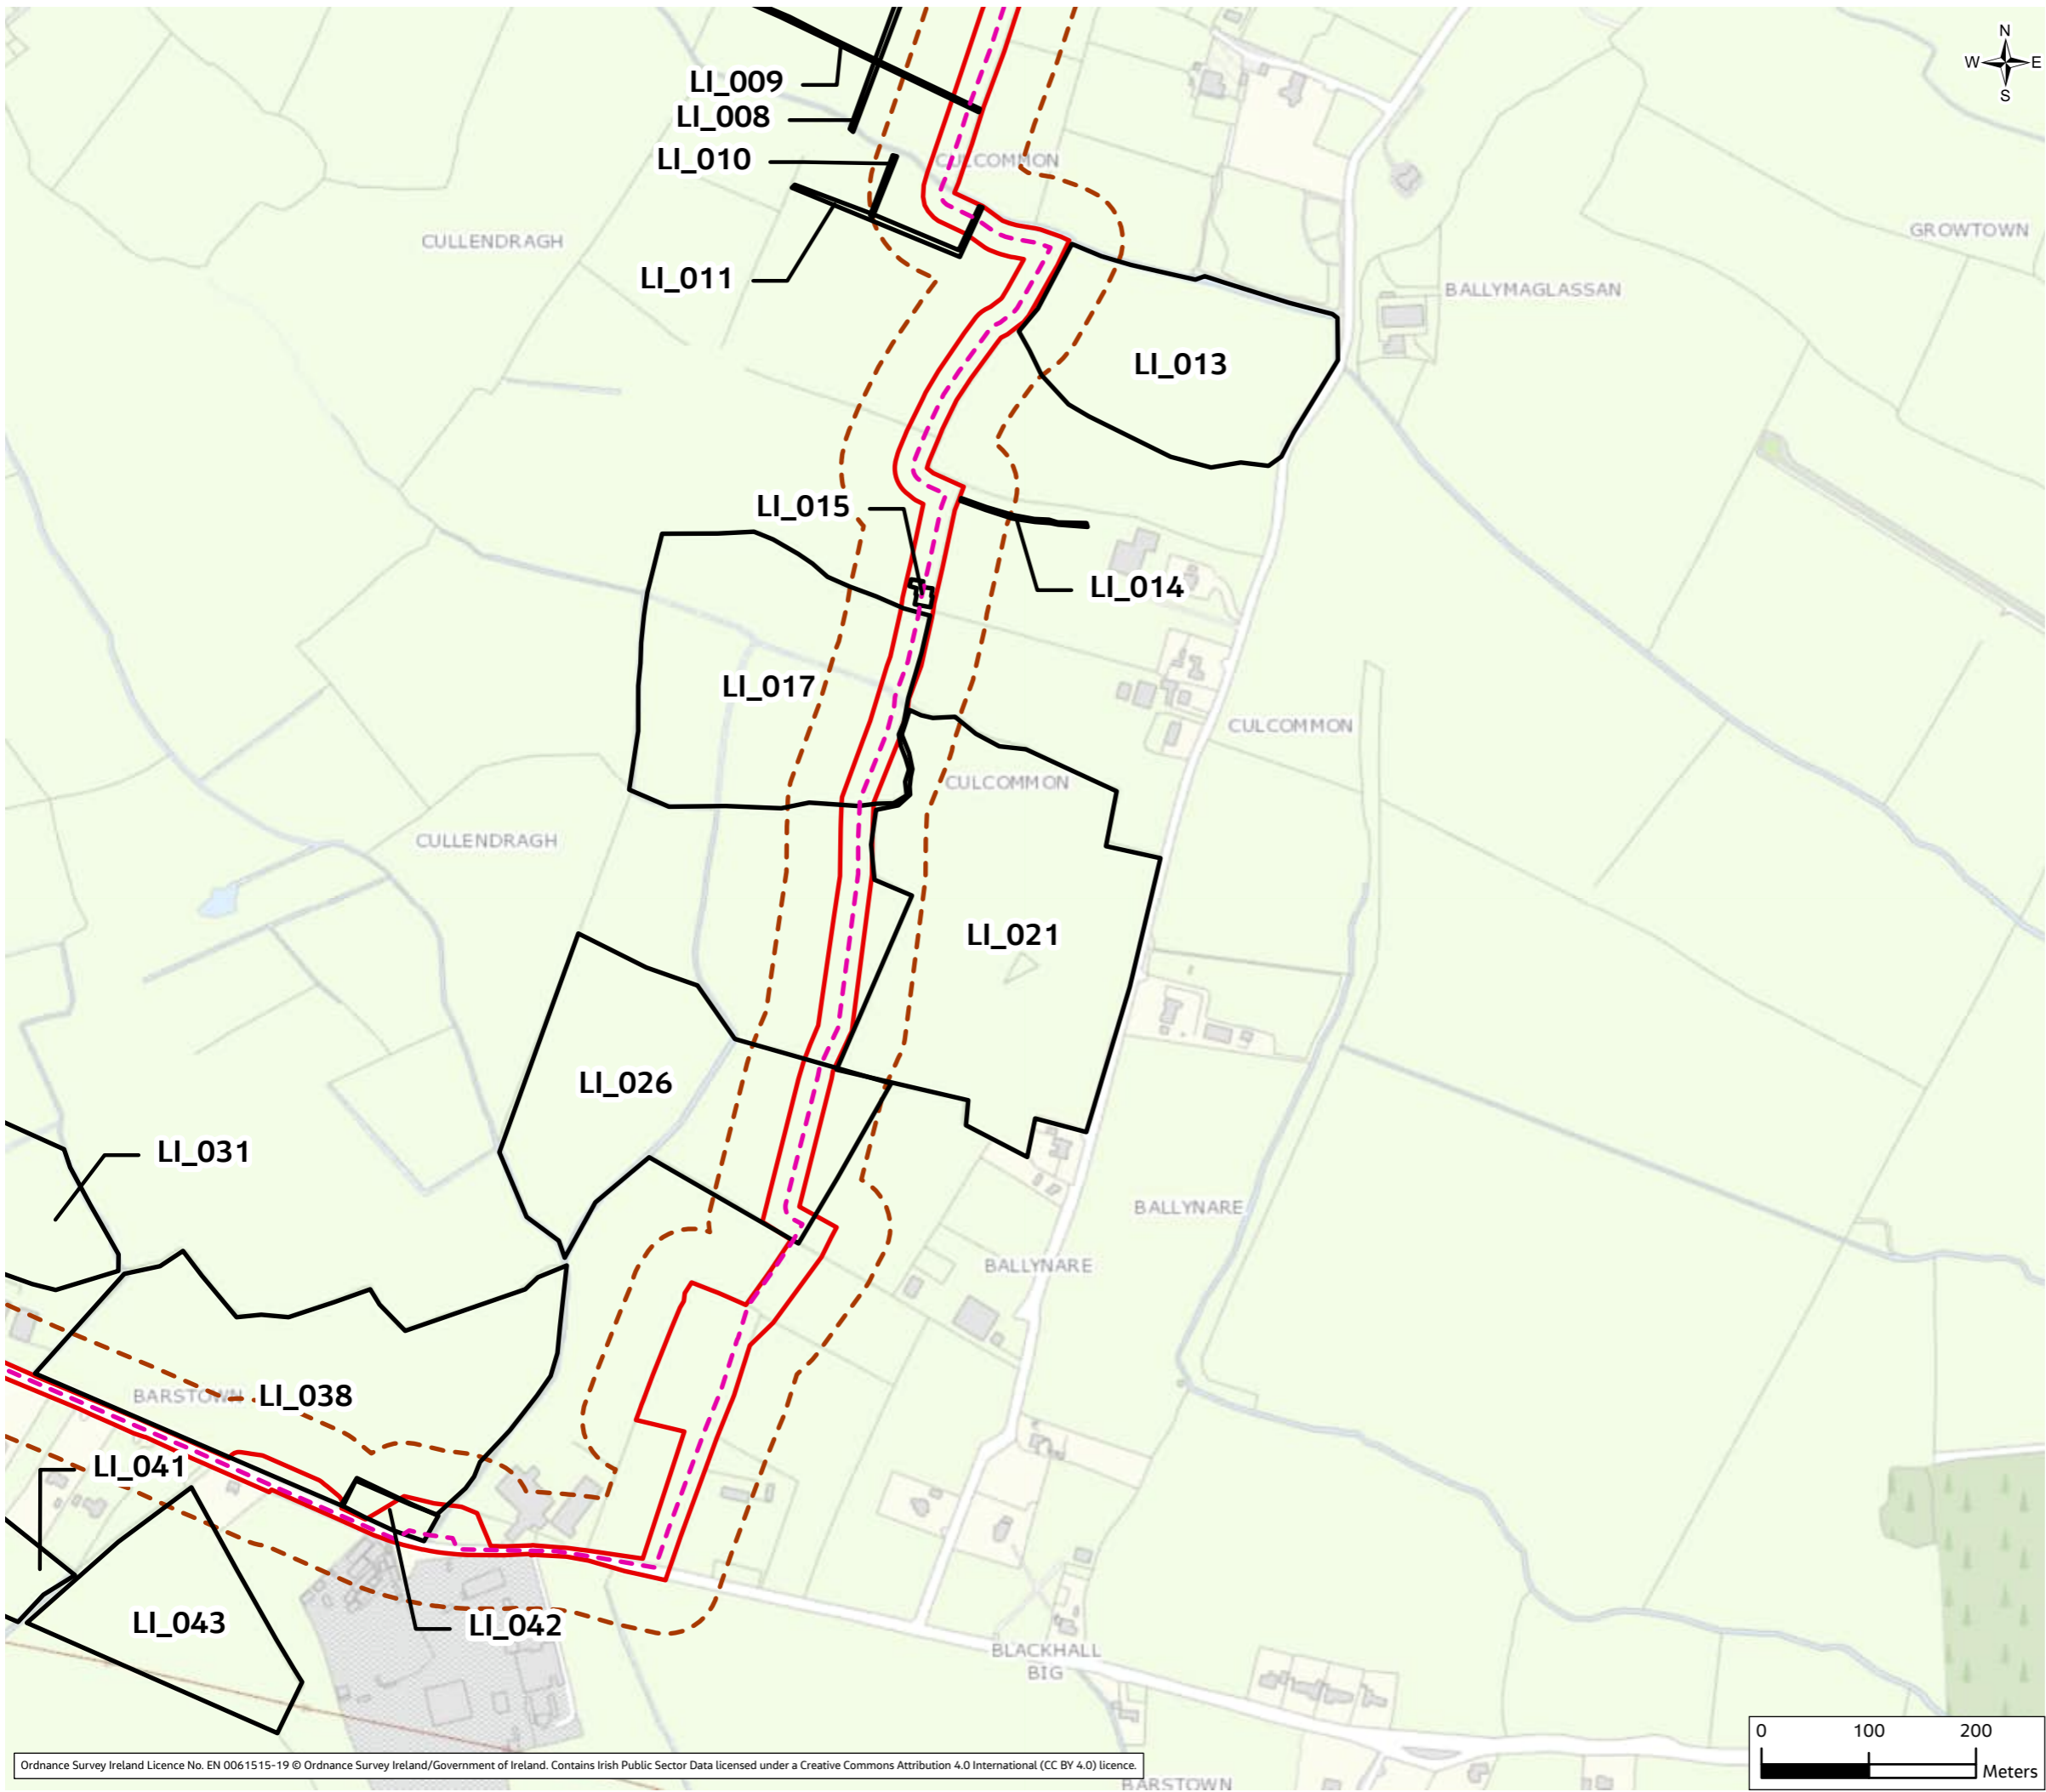 N
W E
S
LI_009
LI_008
LI_010
CULCOMMON
LI_011
CULLENDRAGH
GROWTOWN
BALLYMAGLASSAN
LI_013
LI_015
LI_014
LI_017
CULCOMMON
CULCOMMON
CULLENDRAGH
LI_021
LI_026
LI_031
BALLYNARE
BALLYNARE
BARSTOWN
LI_038
LI_041
LI_043
LI_042
BLACKHALL
BIG
0 100 200
Meters
Ordnance Survey Ireland Licence No. EN 0061515-19 © Ordnance Survey Ireland/Government of Ireland. Contains Irish Public Sector Data licensed under a Creative Commons Attribution 4.0 International (CC BY 4.0) licence.
BARSTOWN